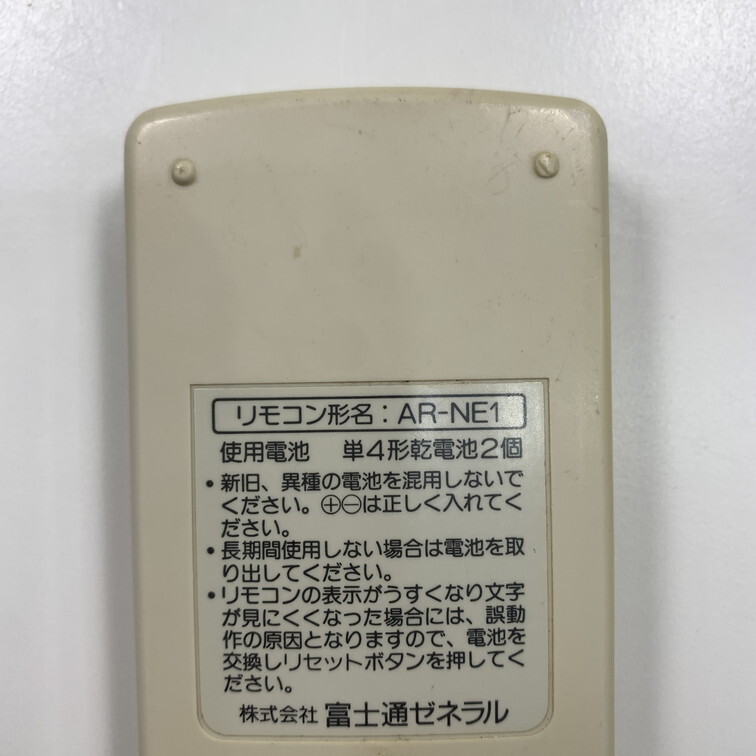 リモコン形名：AR-NE1
使用電池　単4形乾電池2個
・新旧、異種の電池を混用しないで
ください。⊕⊖は正しく入れてく
ださい。
・長期間使用しない場合は電池を取
り出してください。
・リモコンの表示がうすくなり文字
が見にくくなった場合には、誤動
作の原因となりますので、電池を
交換しリセットボタンを押してく
ださい。
株式会社 富士通ゼネラル